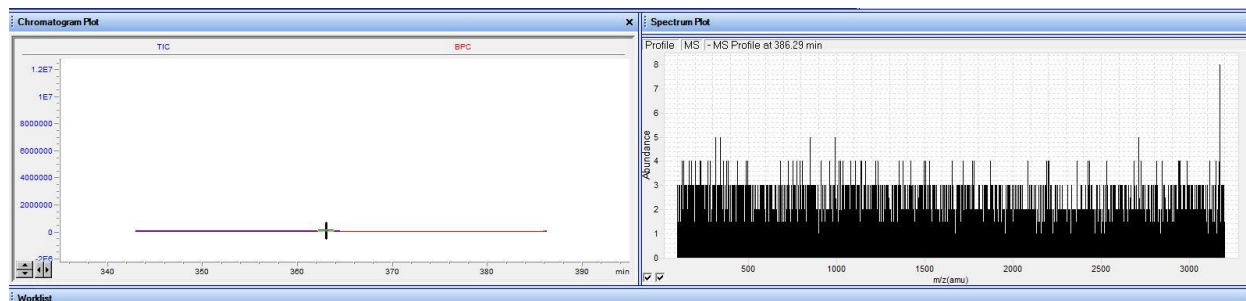 Chromatogram Plot
TIC
BPC
1.2E7
1E7
8000000
6000000
4000000
2000000
0
-2E6
340
350
360
370
380
390
min
Spectrum Plot
Profile MS - MS Profile at 386.29 min
8
7
6
5
4
3
2
1
0
Abundance
500
1000
1500
2000
2500
3000
m/z(amu)
Worklist